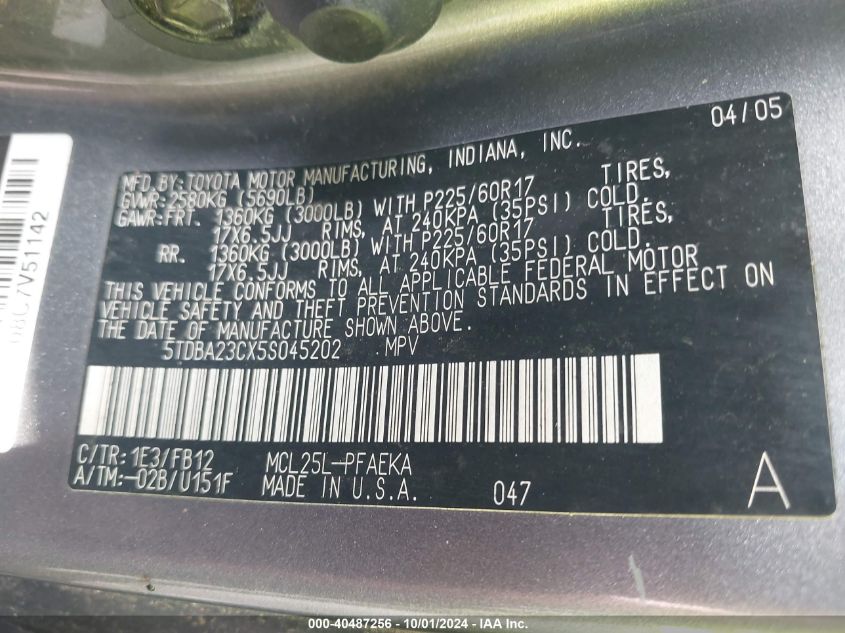 04/05
MFD. BY: TOYOTA MOTOR MANUFACTURING, INDIANA, INC.
GVWR: 2580KG (5690LB)
GAWR: FRT. 1360KG (3000LB) WITH P225/60R17 TIRES,
17X6.5JJ RIMS, AT 240KPA (35PSI) COLD.
RR. 1360KG (3000LB) WITH P225/60R17 TIRES,
17X6.5JJ RIMS, AT 240KPA (35PSI) COLD.
THIS VEHICLE CONFORMS TO ALL APPLICABLE FEDERAL MOTOR
VEHICLE SAFETY AND THEFT PREVENTION STANDARDS IN EFFECT ON
THE DATE OF MANUFACTURE SHOWN ABOVE.
5TDBA23CX5S045202 MPV
C/TR: 1E3/FB12 MCL25L-PFAEKA
A/TM:-02B/U151F MADE IN U.S.A. 047 A
000-40487256 - 10/01/2024 - IAA Inc.